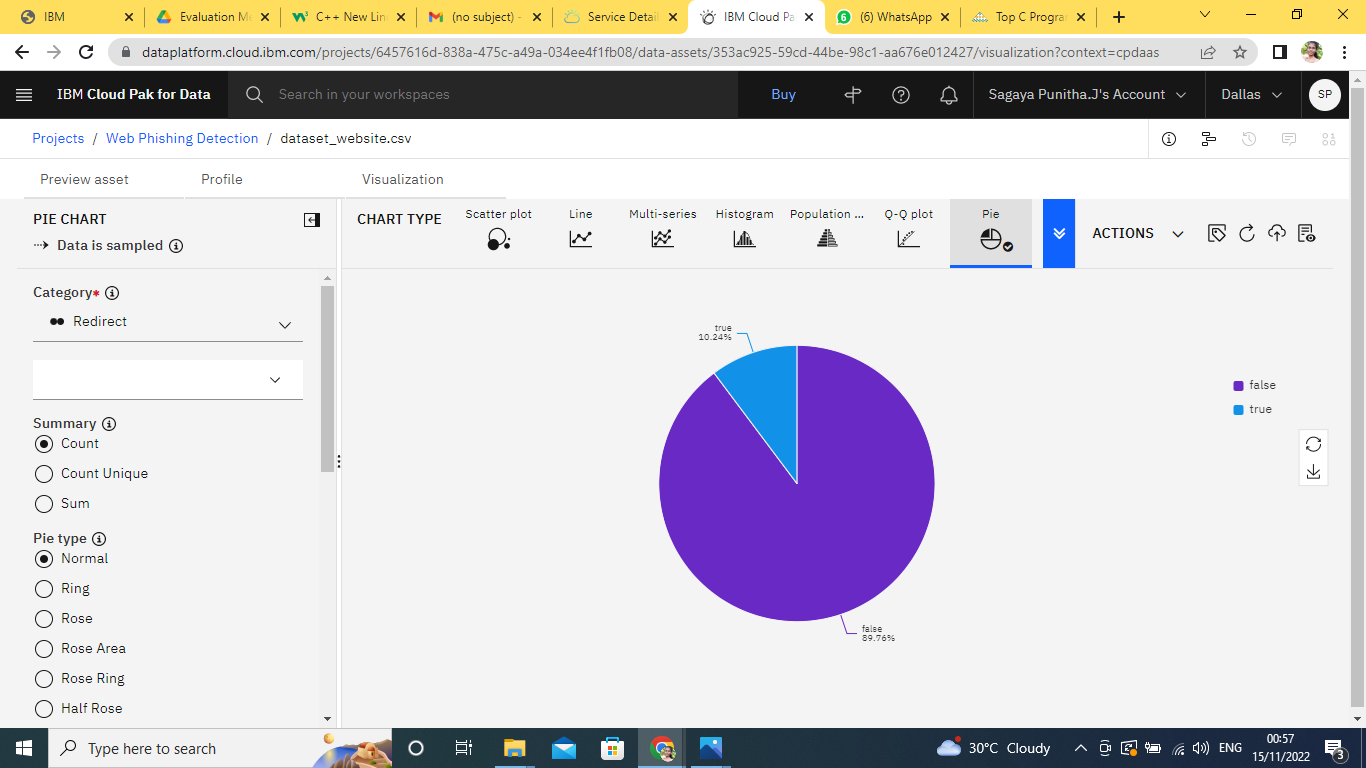 IBM
Evaluation Me
C++ New Lin
(no subject) -
Service Detail
IBM Cloud Pa
(6) WhatsApp
Top C Progra
dataplatform.cloud.ibm.com/projects/6457616d-838a-475c-a49a-034ee4f1fb08/data-assets/353ac925-59cd-44be-98c1-aa676e012427/visualization?context=cpdaas
IBM Cloud Pak for Data
Search in your workspaces
Buy
Sagaya Punitha.J's Account
Dallas
SP
Projects / Web Phishing Detection / dataset_website.csv
Preview asset
Profile
Visualization
PIE CHART
Data is sampled
CHART TYPE
Scatter plot
Line
Multi-series
Histogram
Population ...
Q-Q plot
Pie
ACTIONS
Category*
Redirect
Summary
Count
Count Unique
Sum
Pie type
Normal
Ring
Rose
Rose Area
Rose Ring
Half Rose
true
10.24%
false
89.76%
false
true
Type here to search
30°C Cloudy
ENG
00:57
15/11/2022
3